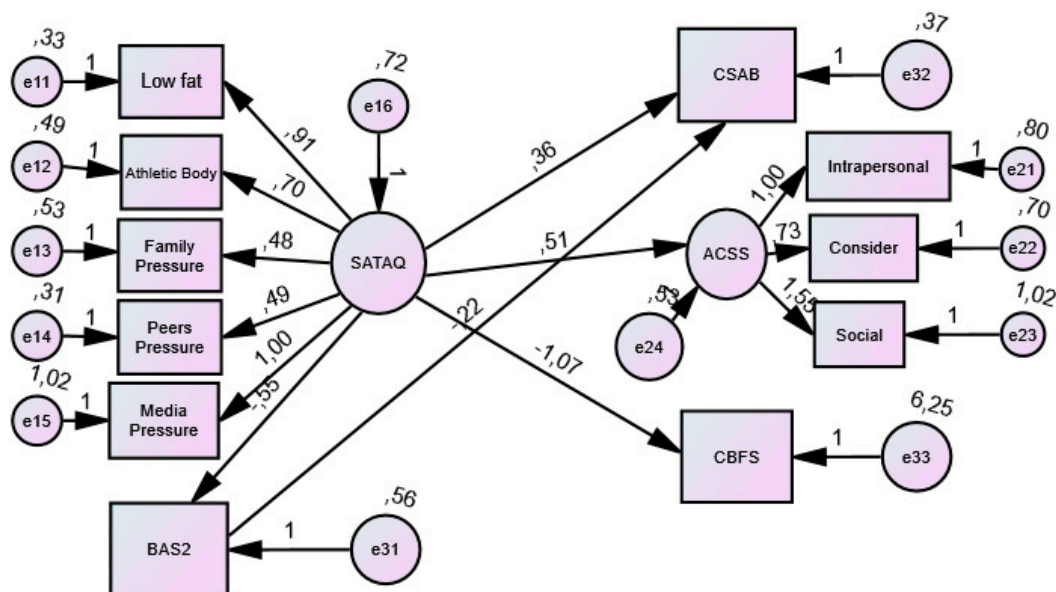 ,33
e11
1
Low fat
,49
e12
1
Athletic Body
,53
e13
1
Family
Pressure
,31
e14
1
Peers
Pressure
1,02
e15
1
Media
Pressure
,72
e16
1
SATAQ
,91
,70
,48
,49
1,00
-,55
BAS2
1
,56
e31
,36
,51
-,22
-1,07
CSAB
1
,37
e32
ACSS
,53
e24
1,00
,73
1,55
Intrapersonal
1
,80
e21
Consider
1
,70
e22
Social
1
1,02
e23
CBFS
1
6,25
e33